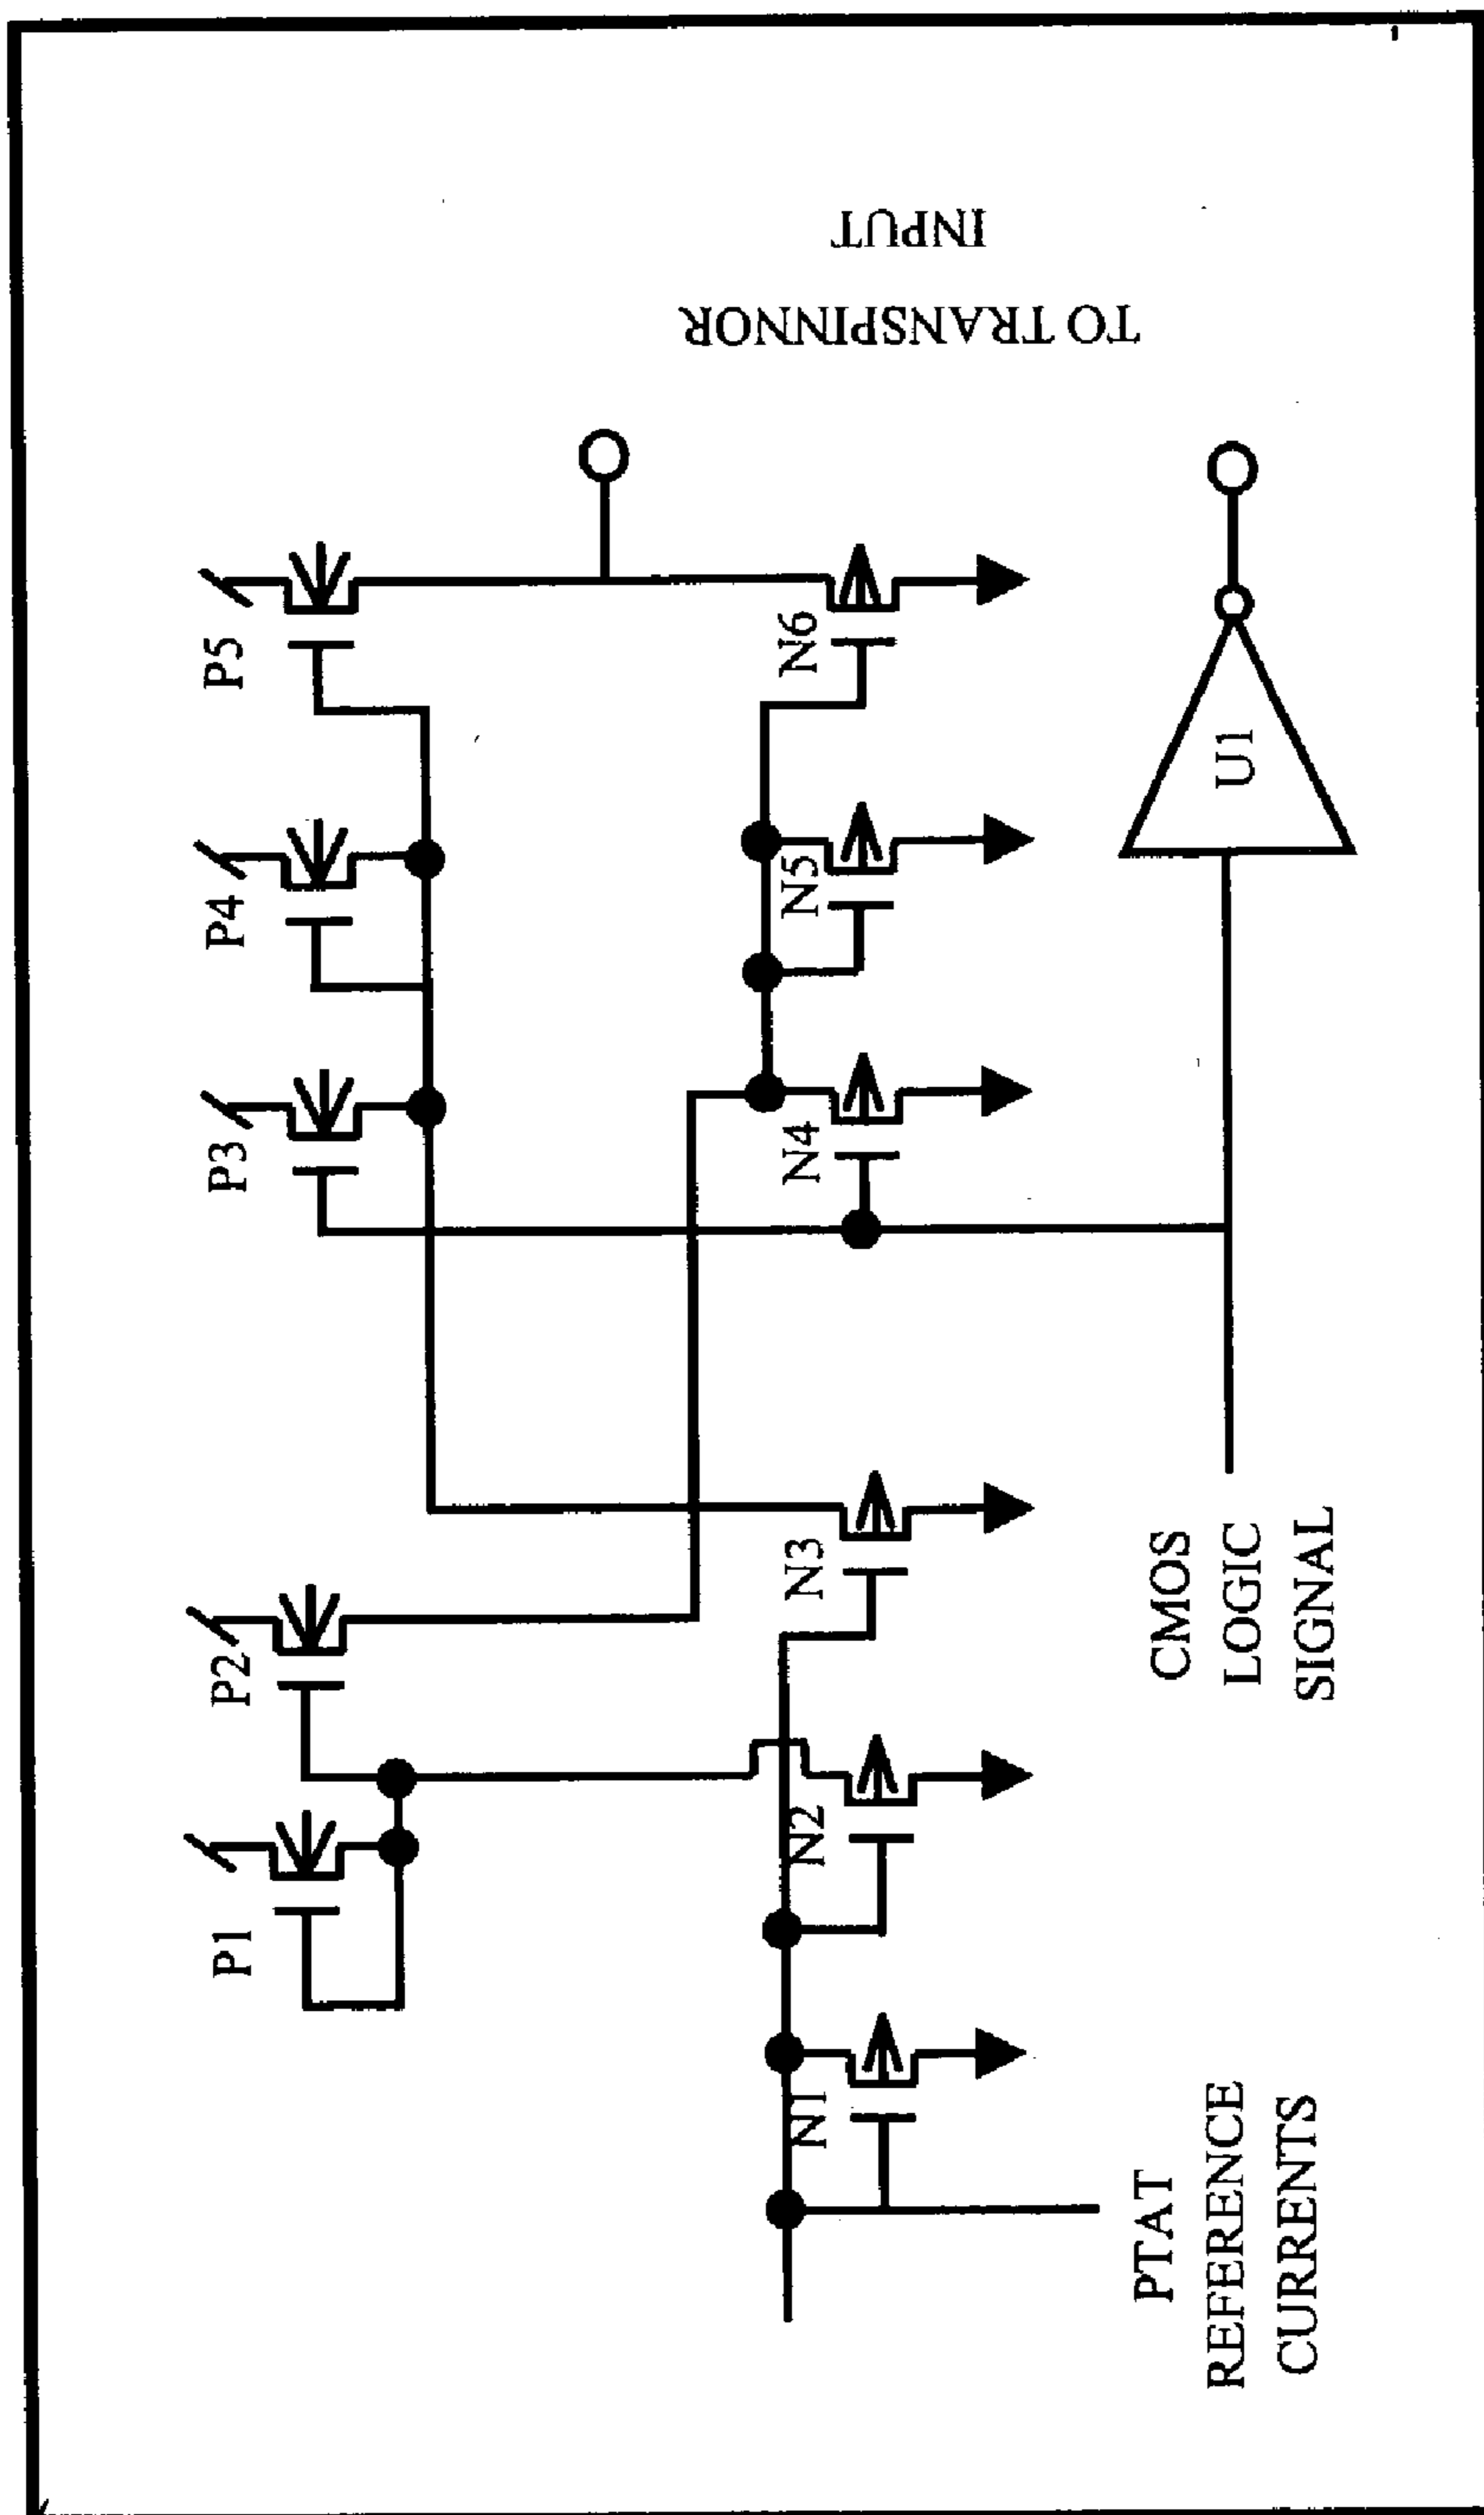 P1
P2
P3
P4
P5
N1
N2
N3
N4
N5
N6
U1
PTAT
REFERENCE
CURRENTS
CMOS
LOGIC
SIGNAL
TO TRANSPINNOR
INPUT